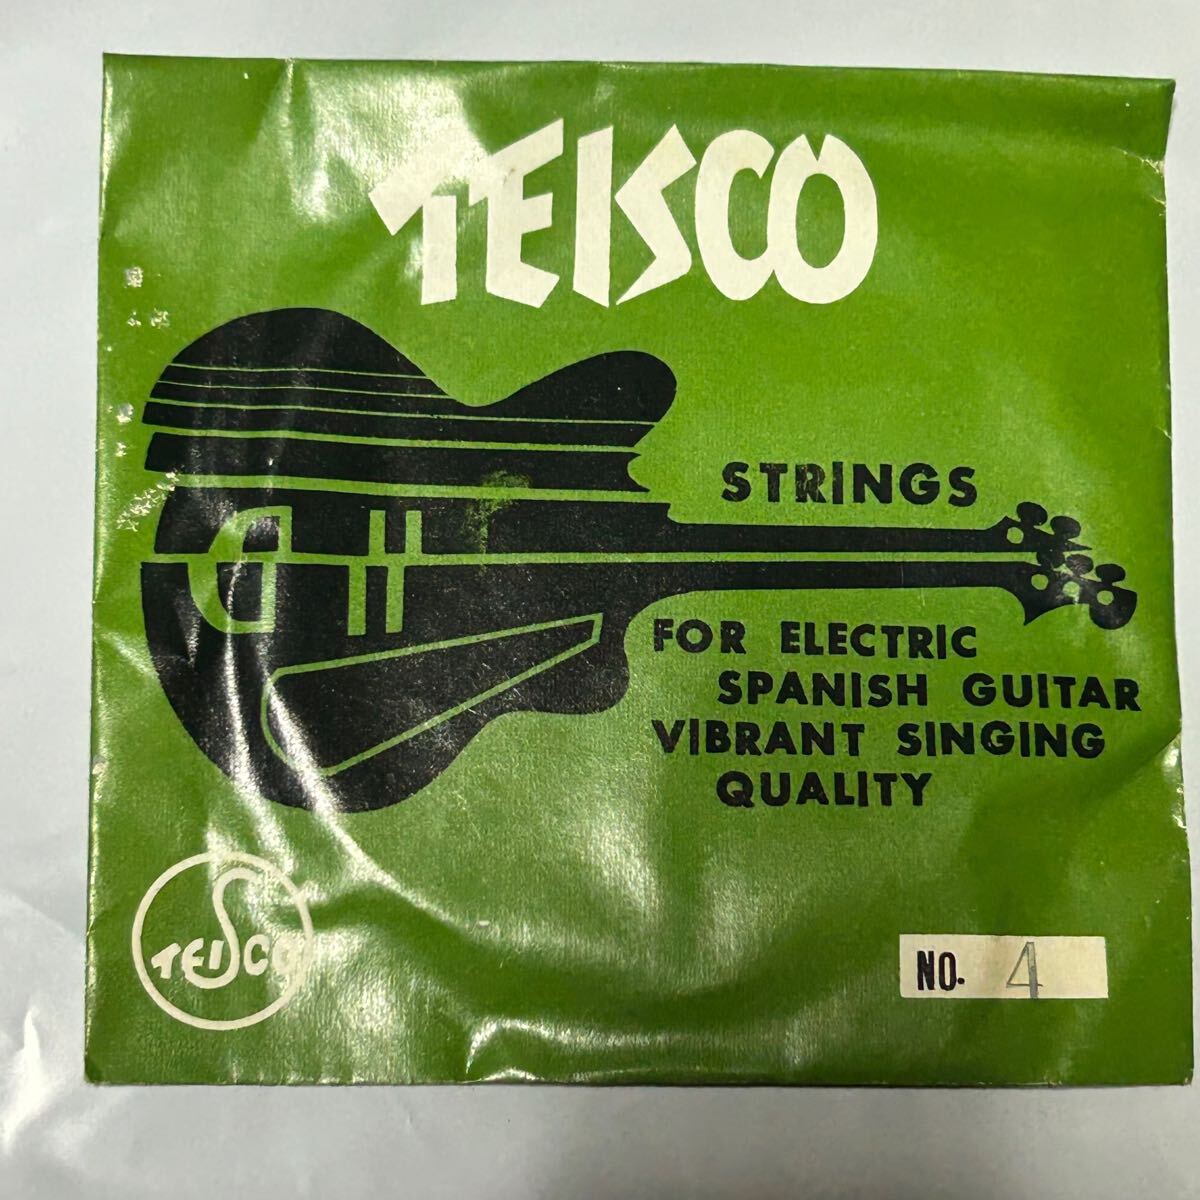 TEISCO
STRINGS
FOR ELECTRIC
SPANISH GUITAR
VIBRANT SINGING
QUALITY
TEISCO
NO. 4